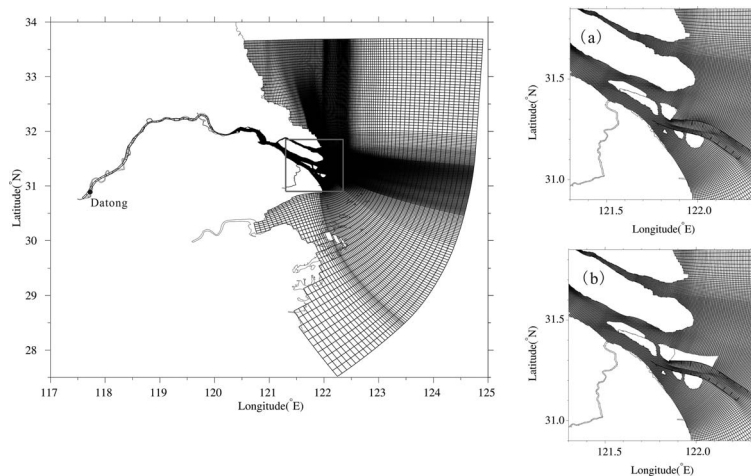 34
33
32
31
30
29
28
Latitude(°N)
Datong
117 118 119 120 121 122 123 124 125
Longitude(°E)
(a)
31.5
31.0
Latitude(°N)
121.5 122.0
Longitude(°E)
(b)
31.5
31.0
Latitude(°N)
121.5 122.0
Longitude(°E)